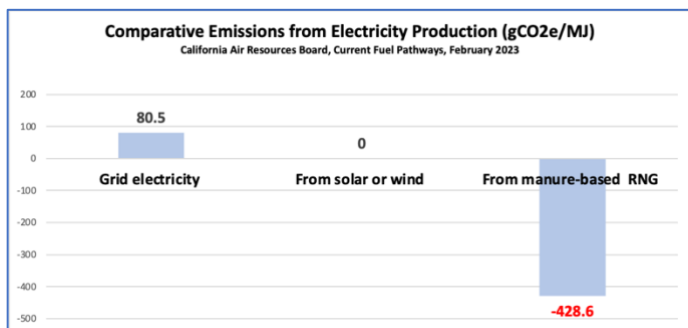 Comparative Emissions from Electricity Production (gCO2e/MJ)
California Air Resources Board, Current Fuel Pathways, February 2023
200
100
0
-100
-200
-300
-400
-500
80.5
0
Grid electricity
From solar or wind
From manure-based RNG
-428.6